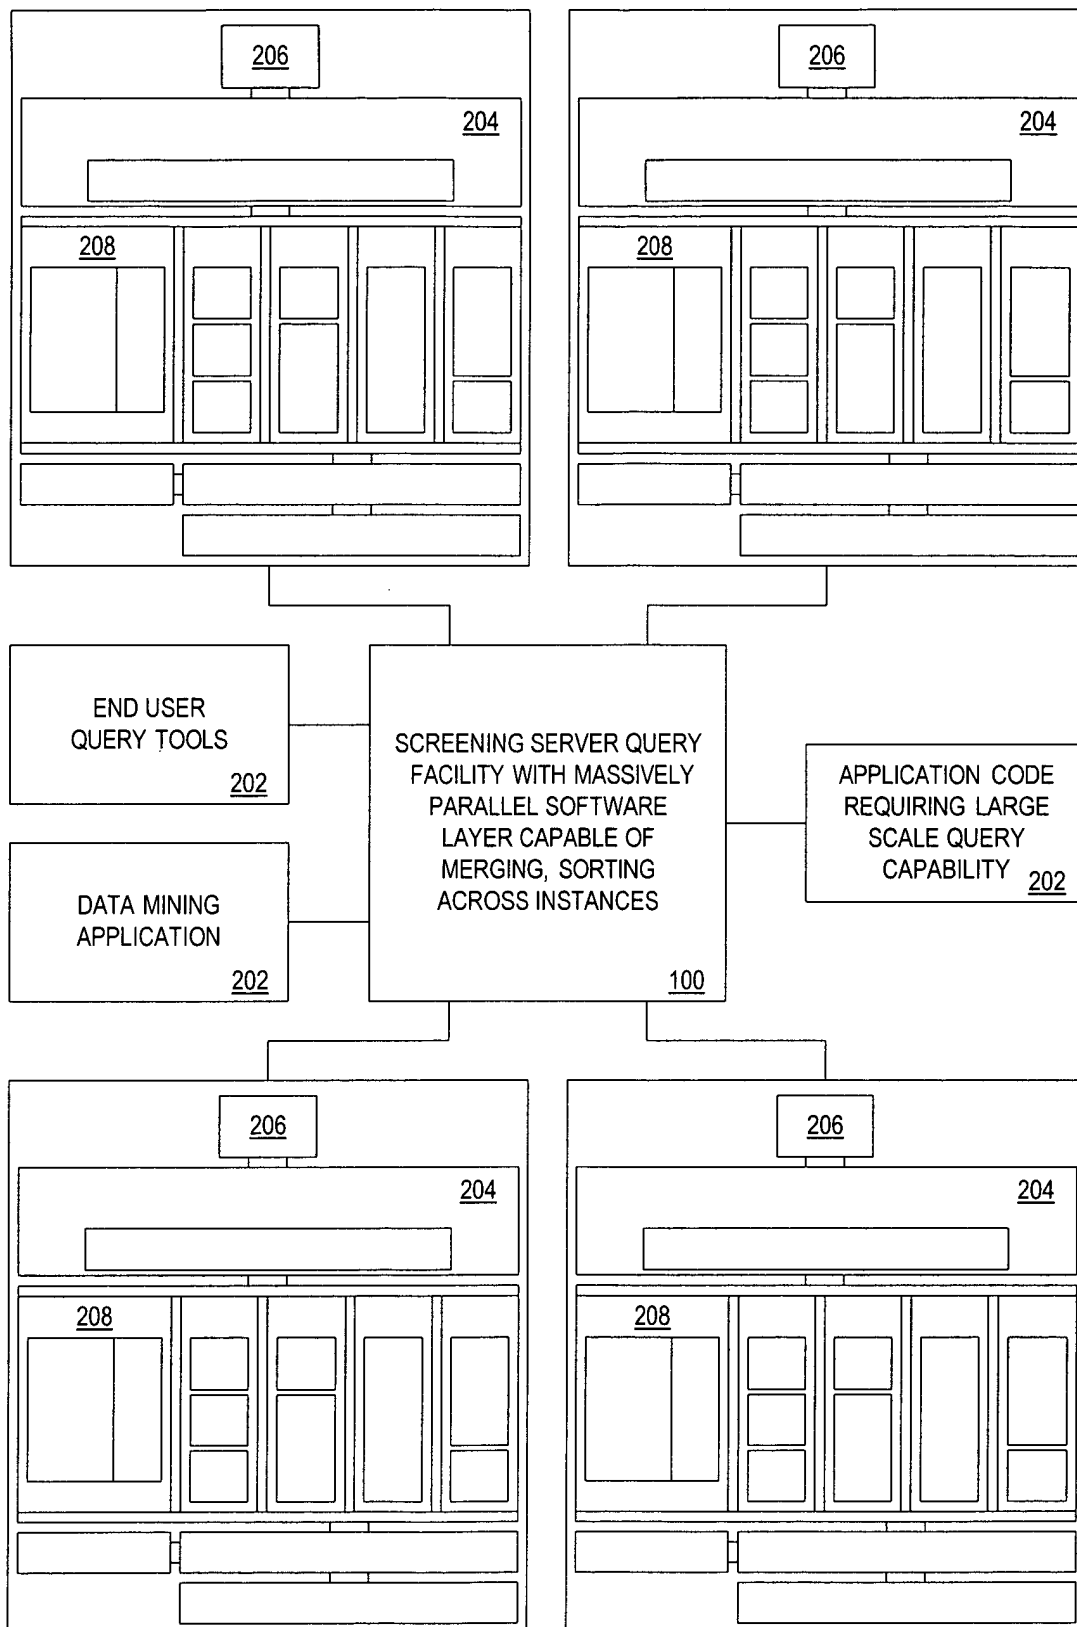 206
204
208
206
204
208
END USER
QUERY TOOLS
202
DATA MINING
APPLICATION
202
SCREENING SERVER QUERY
FACILITY WITH MASSIVELY
PARALLEL SOFTWARE
LAYER CAPABLE OF
MERGING, SORTING
ACROSS INSTANCES
100
APPLICATION CODE
REQUIRING LARGE
SCALE QUERY
CAPABILITY
202
206
204
208
206
204
208